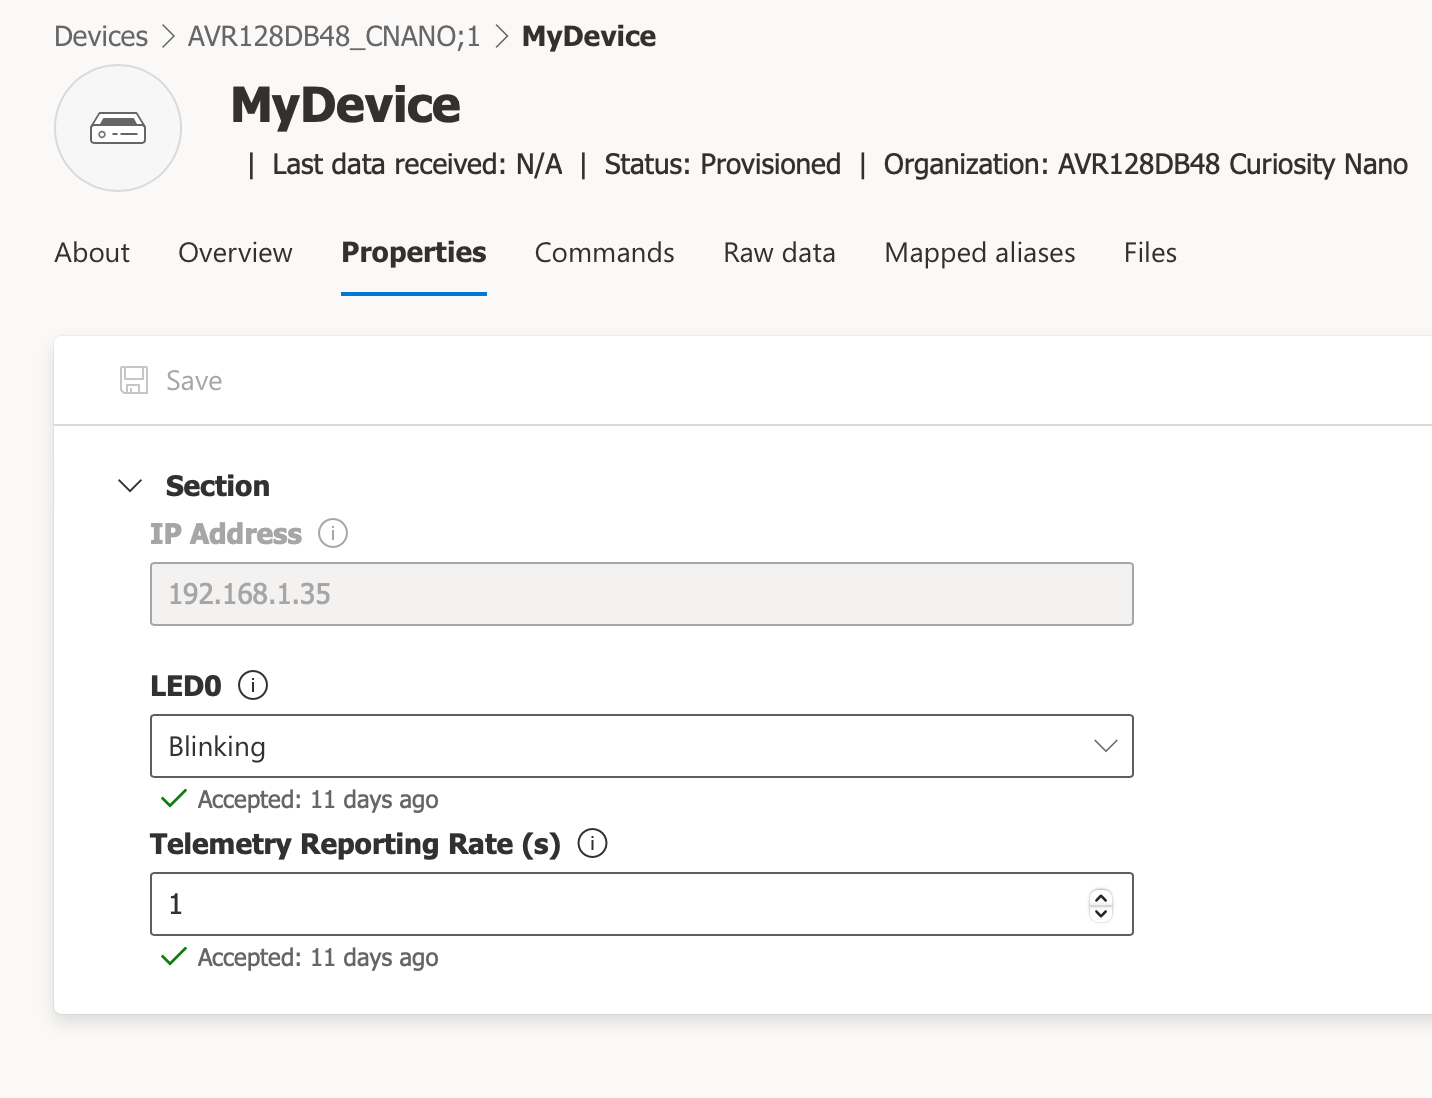 Devices > AVR128DB48_CNANO;1 > MyDevice
MyDevice
| Last data received: N/A | Status: Provisioned | Organization: AVR128DB48 Curiosity Nano
About Overview Properties Commands Raw data Mapped aliases Files
Save
Section
IP Address
192.168.1.35
LED0
Blinking
Accepted: 11 days ago
Telemetry Reporting Rate (s)
1
Accepted: 11 days ago